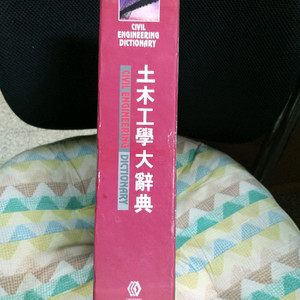 CIVIL
ENGINEERING
DICTIONARY
土木工學大辭典
CIVIL ENGINEERING DICTIONARY